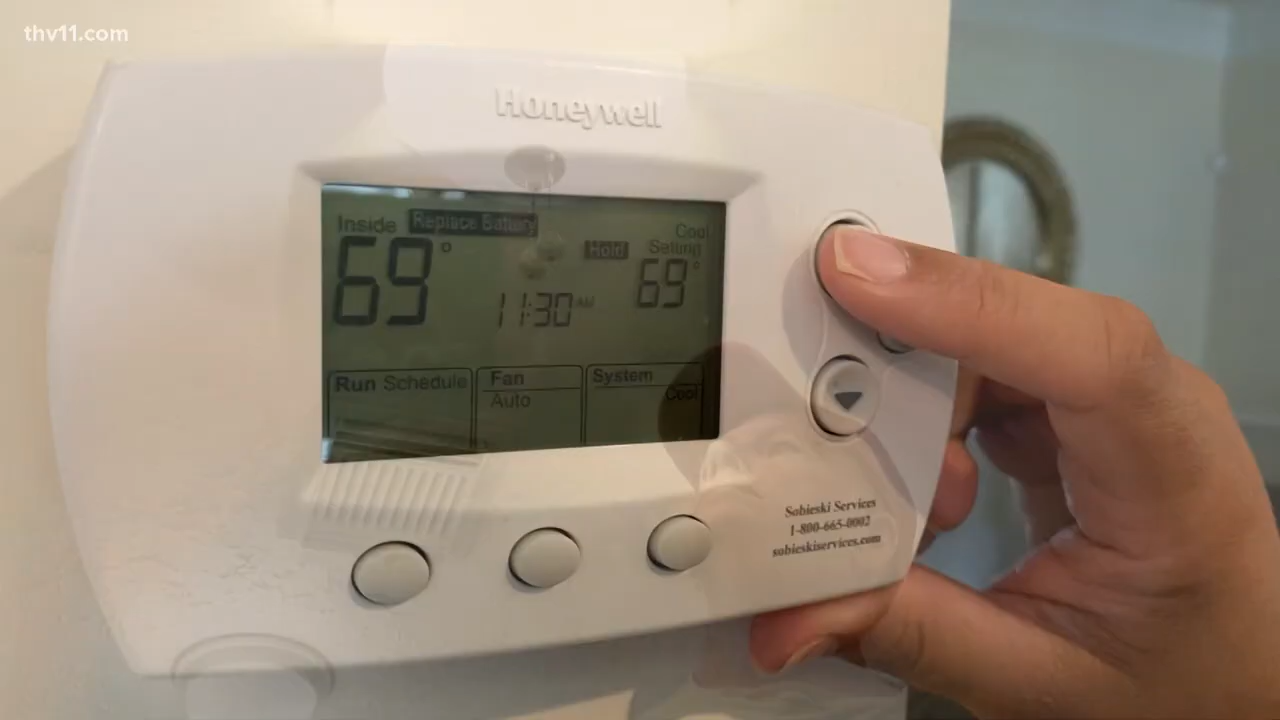 thv11.com
Honeywell
Inside Replace Battery
69°
Hold
Cool
Setting
69°
11:30 AM
Run Schedule
Fan
Auto
System
Cool
Sobieski Services
1-800-665-0002
sobieskiservices.com